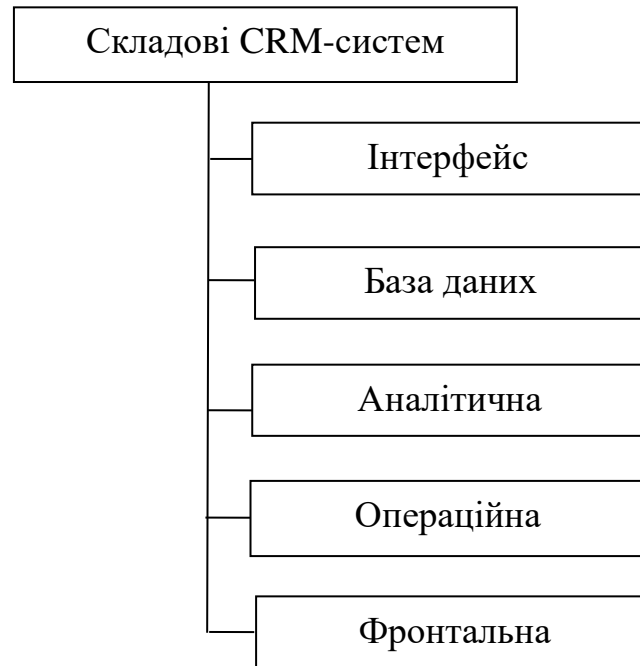 Складові CRM-систем
Інтерфейс
База даних
Аналітична
Операційна
Фронтальна